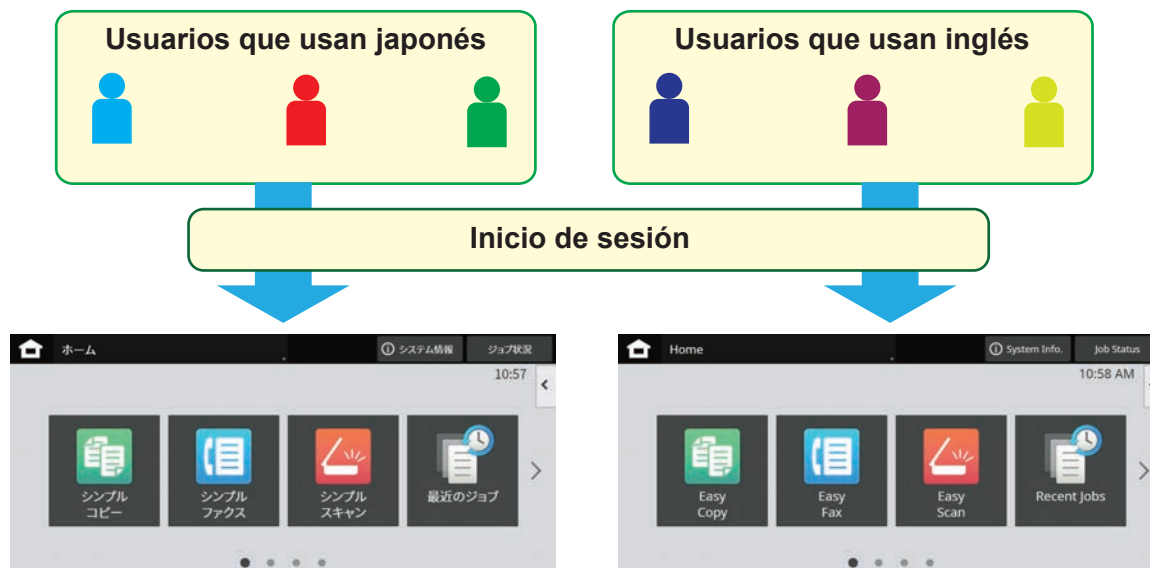 Usuarios que usan japonés
Usuarios que usan inglés
Inicio de sesión
ホーム
システム情報
ジョブ状況
10:57
シンプル
コピー
シンプル
ファクス
シンプル
スキャン
最近のジョブ
Home
System Info.
Job Status
10:58 AM
Easy
Copy
Easy
Fax
Easy
Scan
Recent Jobs